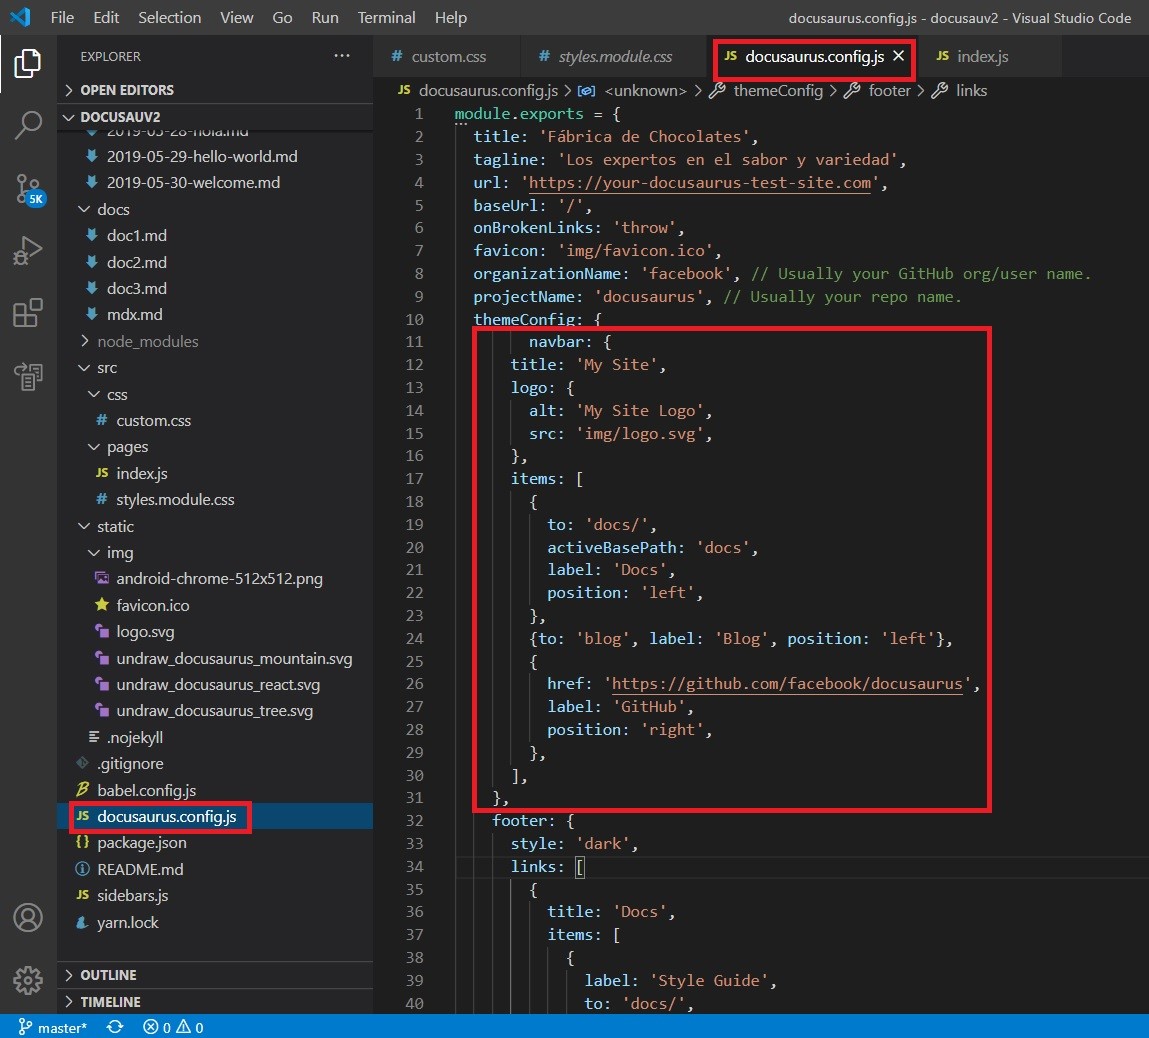 File Edit Selection View Go Run Terminal Help docusaurus.config.js - docusauv2 - Visual Studio Code
EXPLORER ···
OPEN EDITORS
DOCUSAUV2
2019-05-28-hola.md
2019-05-29-hello-world.md
2019-05-30-welcome.md
docs
doc1.md
doc2.md
doc3.md
mdx.md
node_modules
src
css
# custom.css
pages
JS index.js
# styles.module.css
static
img
android-chrome-512x512.png
favicon.ico
logo.svg
undraw_docusaurus_mountain.svg
undraw_docusaurus_react.svg
undraw_docusaurus_tree.svg
.nojekyll
.gitignore
babel.config.js
JS docusaurus.config.js
{} package.json
README.md
JS sidebars.js
yarn.lock
OUTLINE
TIMELINE
5K
# custom.css # styles.module.css JS docusaurus.config.js × JS index.js
JS docusaurus.config.js > <unknown> > themeConfig > footer > links
1 module.exports = {
2 title: 'Fábrica de Chocolates',
3 tagline: 'Los expertos en el sabor y variedad',
4 url: 'https://your-docusaurus-test-site.com',
5 baseUrl: '/',
6 onBrokenLinks: 'throw',
7 favicon: 'img/favicon.ico',
8 organizationName: 'facebook', // Usually your GitHub org/user name.
9 projectName: 'docusaurus', // Usually your repo name.
10 themeConfig: {
11 navbar: {
12 title: 'My Site',
13 logo: {
14 alt: 'My Site Logo',
15 src: 'img/logo.svg',
16 },
17 items: [
18 {
19 to: 'docs/',
20 activeBasePath: 'docs',
21 label: 'Docs',
22 position: 'left',
23 },
24 {to: 'blog', label: 'Blog', position: 'left'},
25 {
26 href: 'https://github.com/facebook/docusaurus',
27 label: 'GitHub',
28 position: 'right',
29 },
30 ],
31 },
32 footer: {
33 style: 'dark',
34 links: [
35 {
36 title: 'Docs',
37 items: [
38 {
39 label: 'Style Guide',
40 to: 'docs/',
master* 0 0